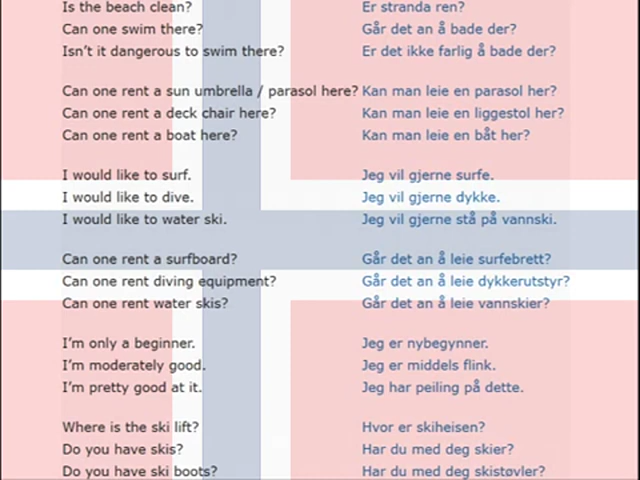 Is the beach clean? Er stranda ren?
Can one swim there? Går det an å bade der?
Isn't it dangerous to swim there? Er det ikke farlig å bade der?
Can one rent a sun umbrella / parasol here? Kan man leie en parasol her?
Can one rent a deck chair here? Kan man leie en liggestol her?
Can one rent a boat here? Kan man leie en båt her?
I would like to surf. Jeg vil gjerne surfe.
I would like to dive. Jeg vil gjerne dykke.
I would like to water ski. Jeg vil gjerne stå på vannski.
Can one rent a surfboard? Går det an å leie surfebrett?
Can one rent diving equipment? Går det an å leie dykkerutstyr?
Can one rent water skis? Går det an å leie vannskier?
I'm only a beginner. Jeg er nybegynner.
I'm moderately good. Jeg er middels flink.
I'm pretty good at it. Jeg har peiling på dette.
Where is the ski lift? Hvor er skiheisen?
Do you have skis? Har du med deg skier?
Do you have ski boots? Har du med deg skistøvler?